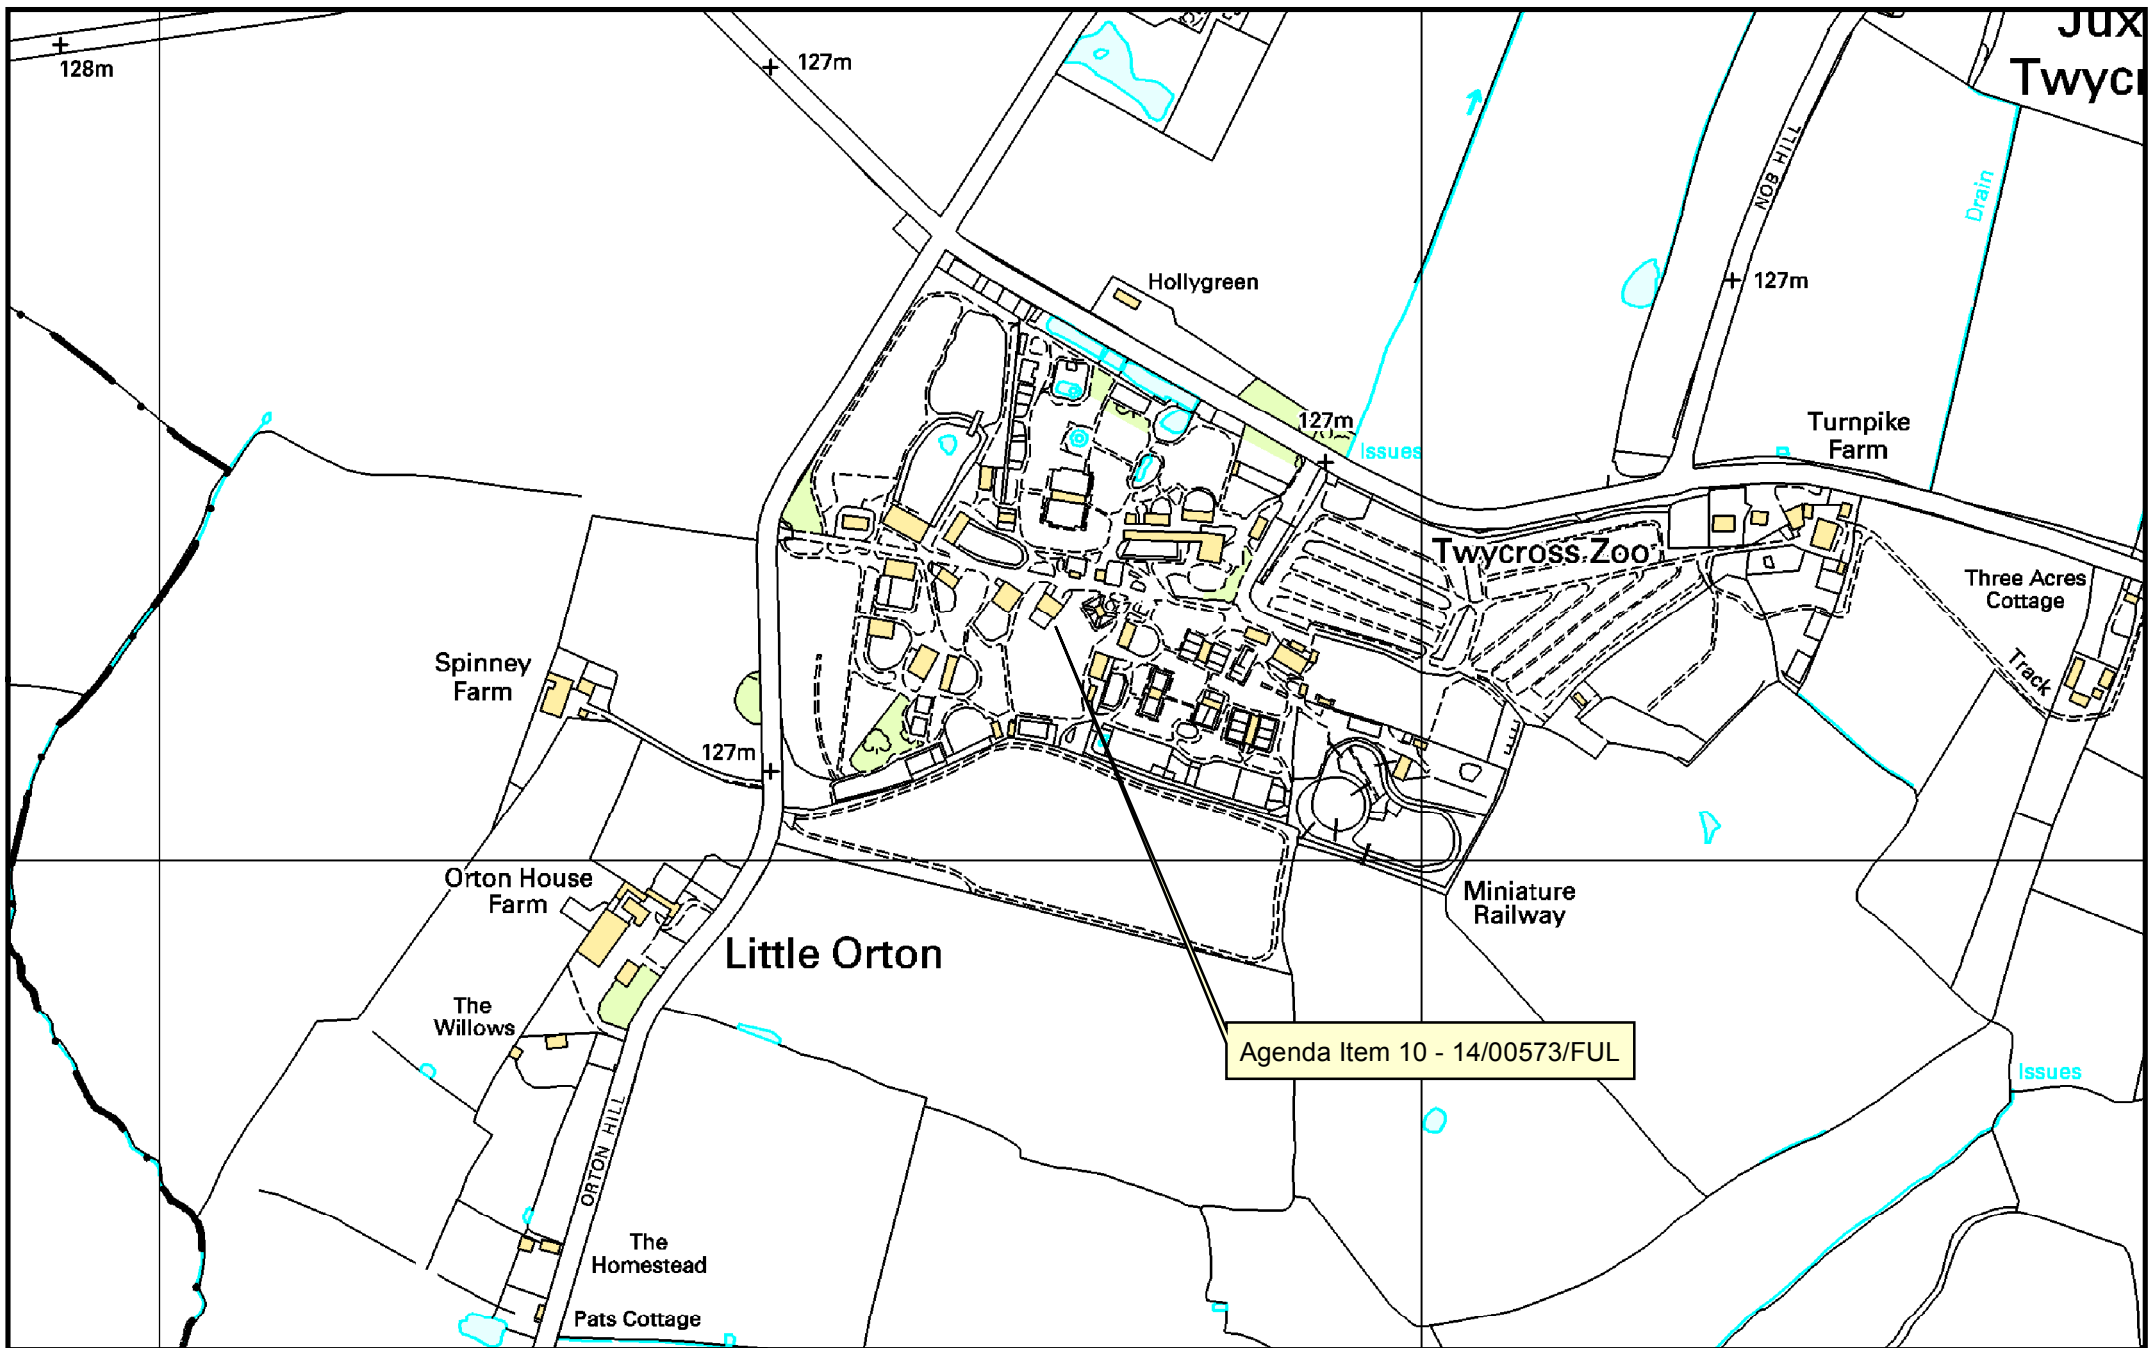 Jux
Twycr
128m
127m
NOB HILL
Drain
Hollygreen
127m
127m
Issues
Turnpike
Farm
Twycross Zoo
Three Acres
Cottage
Track
Spinney
Farm
127m
Orton House
Farm
Miniature
Railway
Little Orton
The
Willows
Agenda Item 10 - 14/00573/FUL
Issues
ORTON HILL
The
Homestead
Pats Cottage